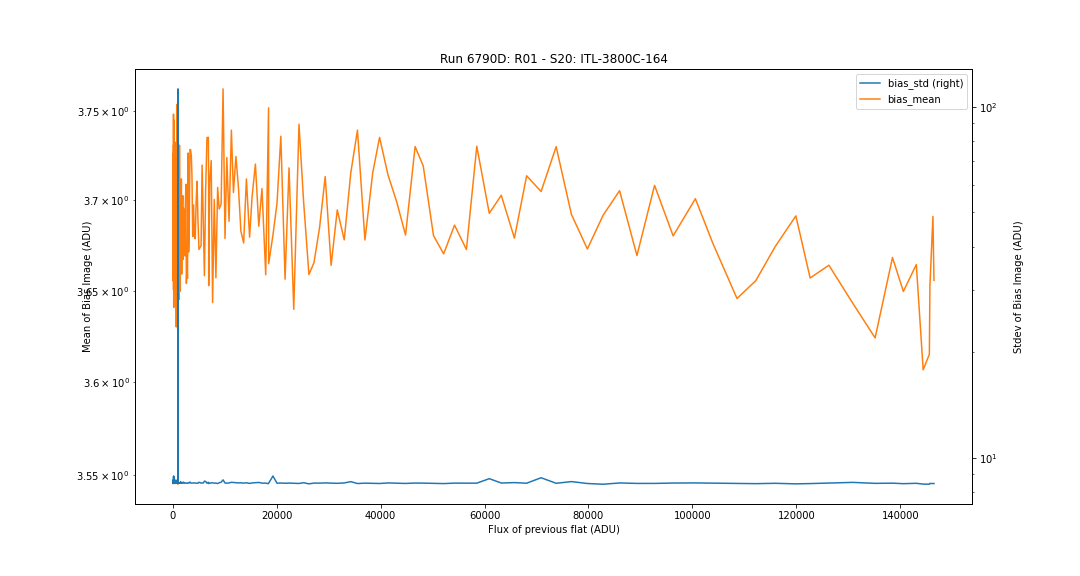 Run 6790D: R01 - S20: ITL-3800C-164
bias_std (right)
bias_mean
3.75 × 10⁰
3.7 × 10⁰
3.65 × 10⁰
3.6 × 10⁰
3.55 × 10⁰
Mean of Bias Image (ADU)
10²
10¹
Stdev of Bias Image (ADU)
0 20000 40000 60000 80000 100000 120000 140000
Flux of previous flat (ADU)